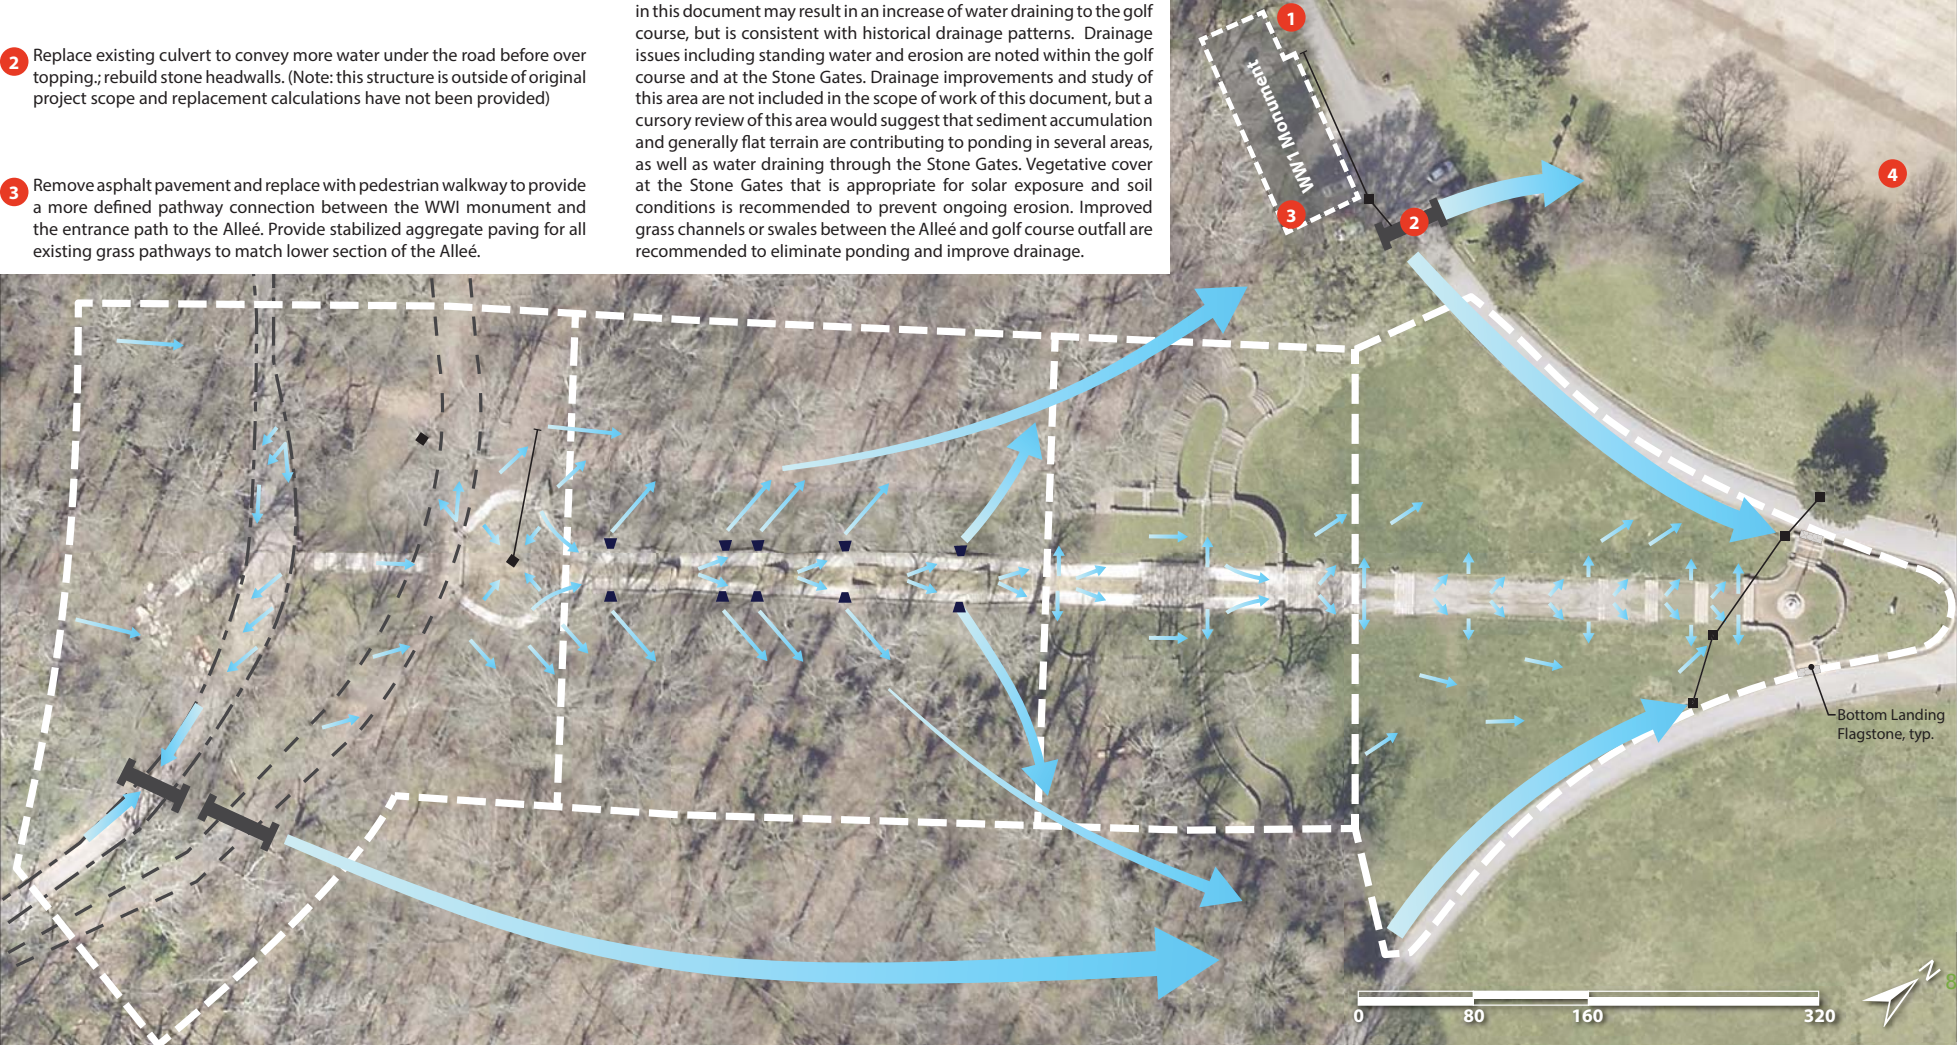 2 Replace existing culvert to convey more water under the road before over
topping.; rebuild stone headwalls. (Note: this structure is outside of original
project scope and replacement calculations have not been provided)
3 Remove asphalt pavement and replace with pedestrian walkway to provide
a more defined pathway connection between the WWI monument and
the entrance path to the Alleé. Provide stabilized aggregate paving for all
existing grass pathways to match lower section of the Alleé.
in this document may result in an increase of water draining to the golf
course, but is consistent with historical drainage patterns. Drainage
issues including standing water and erosion are noted within the golf
course and at the Stone Gates. Drainage improvements and study of
this area are not included in the scope of work of this document, but a
cursory review of this area would suggest that sediment accumulation
and generally flat terrain are contributing to ponding in several areas,
as well as water draining through the Stone Gates. Vegetative cover
at the Stone Gates that is appropriate for solar exposure and soil
conditions is recommended to prevent ongoing erosion. Improved
grass channels or swales between the Alleé and golf course outfall are
recommended to eliminate ponding and improve drainage.
1
WW1 Monument
3
2
4
Bottom Landing
Flagstone, typ.
0 80 160 320
N
8